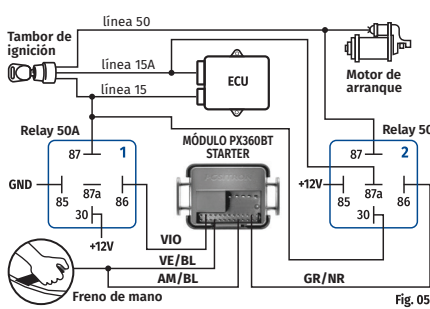 línea 50
Tambor de
ignición
línea 15A
línea 15
ECU
Motor de
arranque
Relay 50A
87
1
GND
85
87a
86
30
+12V
MÓDULO PX360BT
STARTER
Relay 50
87
2
+12V
85
87a
86
30
VIO
VE/BL
AM/BL
GR/NR
Freno de mano
Fig. 05